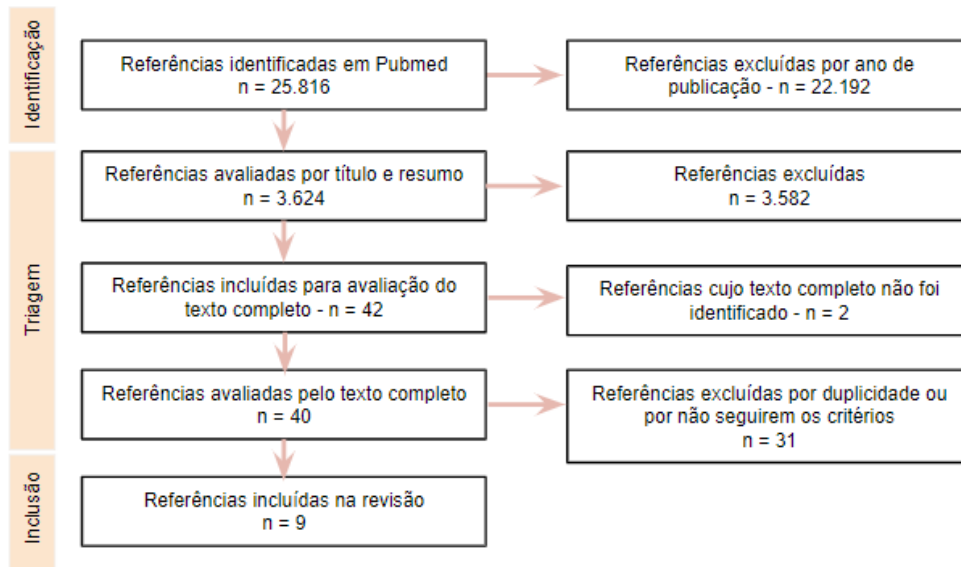 Identificação
Referências identificadas em Pubmed
n = 25.816
Referências excluídas por ano de
publicação - n = 22.192
Triagem
Referências avaliadas por título e resumo
n = 3.624
Referências excluídas
n = 3.582
Referências incluídas para avaliação do
texto completo - n = 42
Referências cujo texto completo não foi
identificado - n = 2
Referências avaliadas pelo texto completo
n = 40
Referências excluídas por duplicidade ou
por não seguirem os critérios
n = 31
Inclusão
Referências incluídas na revisão
n = 9